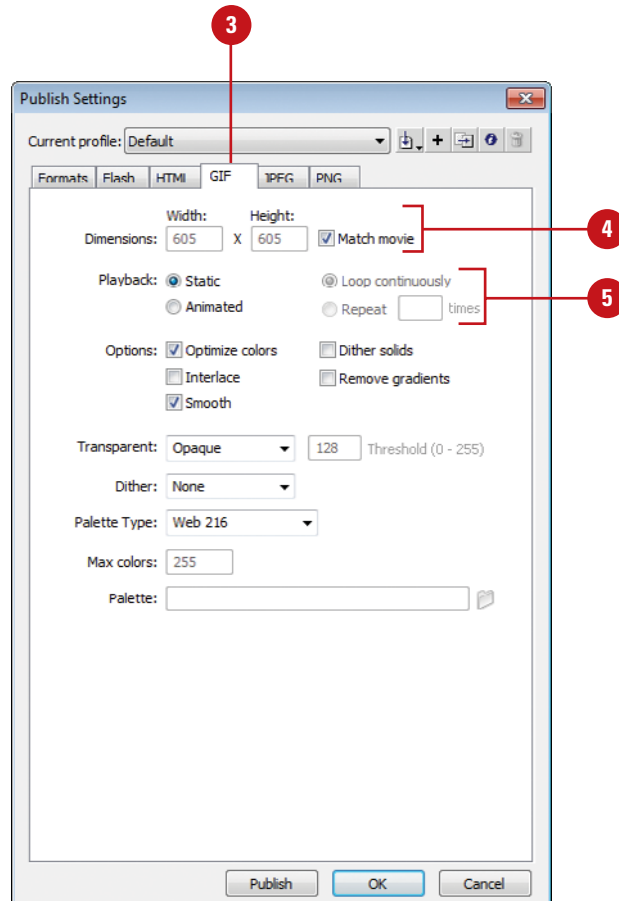 3
Publish Settings
Current profile: Default
Formats Flash HTML GIF JPEG PNG
Width: Height:
Dimensions: 605 X 605 Match movie
4
Playback: Static Loop continuously
Animated Repeat times
5
Options: Optimize colors Dither solids
Interlace Remove gradients
Smooth
Transparent: Opaque 128 Threshold (0 - 255)
Dither: None
Palette Type: Web 216
Max colors: 255
Palette:
Publish OK Cancel